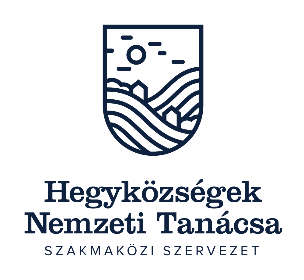 Hegyközségek
Nemzeti Tanácsa
SZAKMAKÖZI SZERVEZET